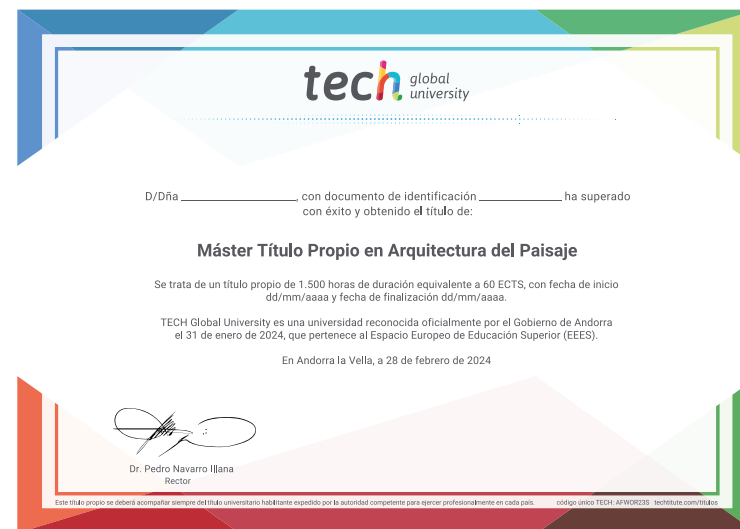 tech global
university
D/Dña ____________, con documento de identificación ____________ ha superado
con éxito y obtenido el título de:
Máster Título Propio en Arquitectura del Paisaje
Se trata de un título propio de 1.500 horas de duración equivalente a 60 ECTS, con fecha de inicio
dd/mm/aaaa y fecha de finalización dd/mm/aaaa.
TECH Global University es una universidad reconocida oficialmente por el Gobierno de Andorra
el 31 de enero de 2024, que pertenece al Espacio Europeo de Educación Superior (EEES).
En Andorra la Vella, a 28 de febrero de 2024
Dr. Pedro Navarro Illana
Rector
Este título propio se deberá acompañar siempre del título universitario habilitante expedido por la autoridad competente para ejercer profesionalmente en cada país. código único TECH: AFWOR23S techtitute.com/titulos